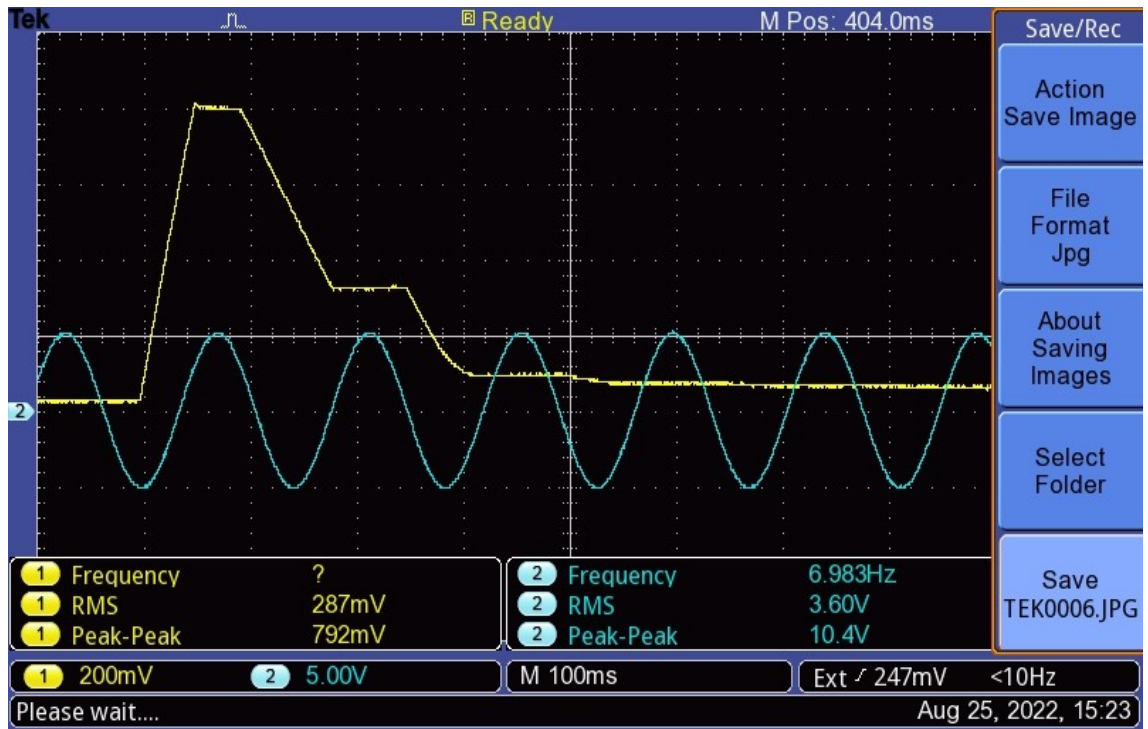 Tek R Ready M Pos: 404.0ms
Save/Rec
Action
Save Image
File
Format
Jpg
About
Saving
Images
2
Select
Folder
Save
TEK0006.JPG
1 Frequency ?
1 RMS 287mV
1 Peak-Peak 792mV
2 Frequency 6.983Hz
2 RMS 3.60V
2 Peak-Peak 10.4V
1 200mV 2 5.00V M 100ms Ext 247mV <10Hz
Please wait.... Aug 25, 2022, 15:23